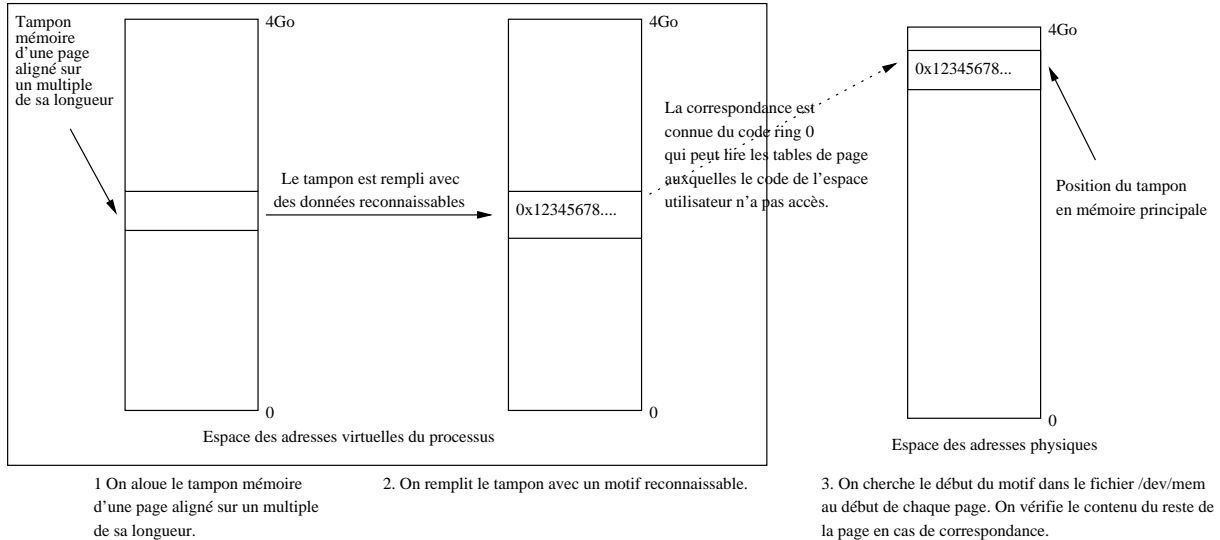 Tampon
mémoire
d'une page
aligné sur
un multiple
de sa longueur
4Go
Le tampon est rempli avec
des données reconnaissables
0
4Go
0x12345678....
0
Espace des adresses virtuelles du processus
La correspondance est
connue du code ring 0
qui peut lire les tables de page
auxquelles le code de l'espace
utilisateur n'a pas accès.
4Go
0x12345678...
Position du tampon
en mémoire principale
0
Espace des adresses physiques
1 On aloue le tampon mémoire
d'une page aligné sur un multiple
de sa longueur.
2. On remplit le tampon avec un motif reconnaissable.
3. On cherche le début du motif dans le fichier /dev/mem
au début de chaque page. On vérifie le contenu du reste de
la page en cas de correspondance.